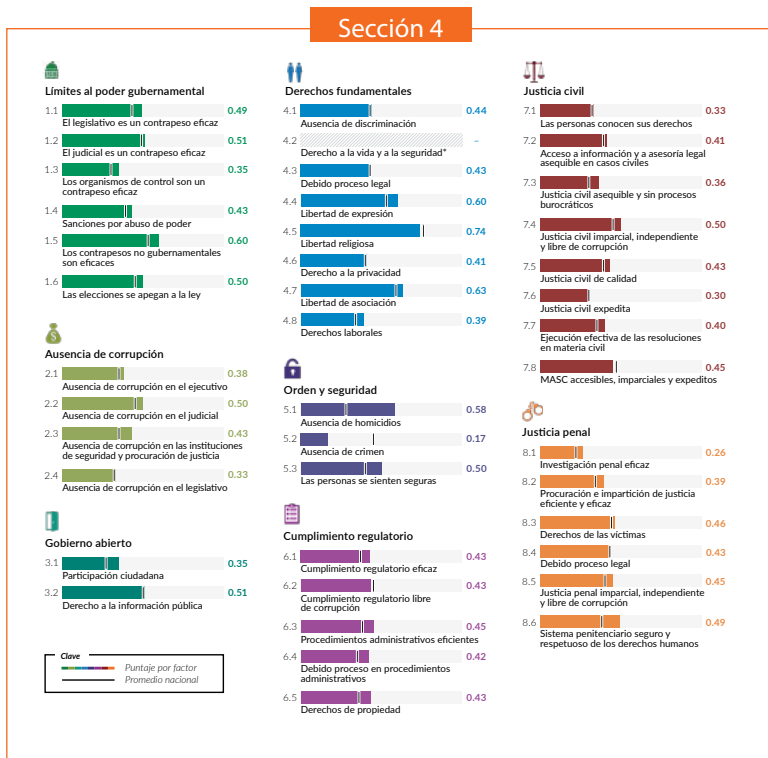 Sección 4
Límites al poder gubernamental
1.1 0.49
El legislativo es un contrapeso eficaz
1.2 0.51
El judicial es un contrapeso eficaz
1.3 0.35
Los organismos de control son un
contrapeso eficaz
1.4 0.43
Sanciones por abuso de poder
1.5 0.60
Los contrapesos no gubernamentales
son eficaces
1.6 0.50
Las elecciones se apegan a la ley
Ausencia de corrupción
2.1 0.38
Ausencia de corrupción en el ejecutivo
2.2 0.50
Ausencia de corrupción en el judicial
2.3 0.43
Ausencia de corrupción en las instituciones
de seguridad y procuración de justicia
2.4 0.33
Ausencia de corrupción en el legislativo
Gobierno abierto
3.1 0.35
Participación ciudadana
3.2 0.51
Derecho a la información pública
Clave
Puntaje por factor
Promedio nacional
Derechos fundamentales
4.1 0.44
Ausencia de discriminación
4.2 –
Derecho a la vida y a la seguridad*
4.3 0.43
Debido proceso legal
4.4 0.60
Libertad de expresión
4.5 0.74
Libertad religiosa
4.6 0.41
Derecho a la privacidad
4.7 0.63
Libertad de asociación
4.8 0.39
Derechos laborales
Orden y seguridad
5.1 0.58
Ausencia de homicidios
5.2 0.17
Ausencia de crimen
5.3 0.50
Las personas se sienten seguras
Cumplimiento regulatorio
6.1 0.43
Cumplimiento regulatorio eficaz
6.2 0.43
Cumplimiento regulatorio libre
de corrupción
6.3 0.45
Procedimientos administrativos eficientes
6.4 0.42
Debido proceso en procedimientos
administrativos
6.5 0.43
Derechos de propiedad
Justicia civil
7.1 0.33
Las personas conocen sus derechos
7.2 0.41
Acceso a información y a asesoría legal
asequible en casos civiles
7.3 0.36
Justicia civil asequible y sin procesos
burocráticos
7.4 0.50
Justicia civil imparcial, independiente
y libre de corrupción
7.5 0.43
Justicia civil de calidad
7.6 0.30
Justicia civil expedita
7.7 0.40
Ejecución efectiva de las resoluciones
en materia civil
7.8 0.45
MASC accesibles, imparciales y expeditos
Justicia penal
8.1 0.26
Investigación penal eficaz
8.2 0.39
Procuración e impartición de justicia
eficiente y eficaz
8.3 0.46
Derechos de las víctimas
8.4 0.43
Debido proceso legal
8.5 0.45
Justicia penal imparcial, independiente
y libre de corrupción
8.6 0.49
Sistema penitenciario seguro y
respetuoso de los derechos humanos